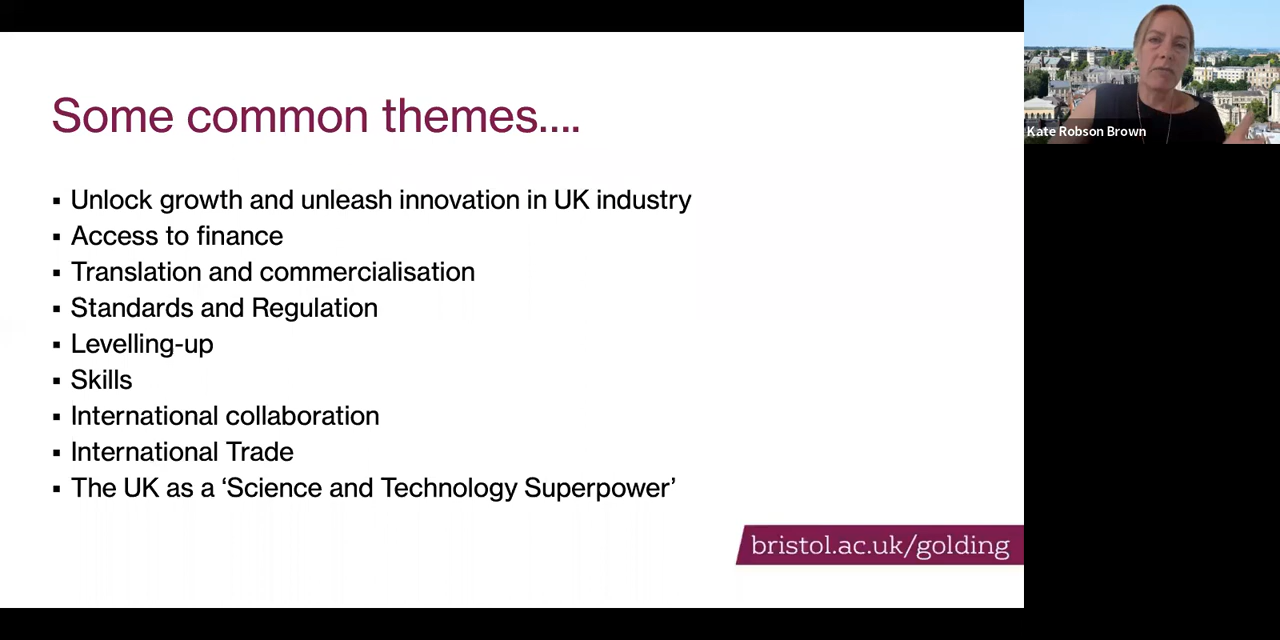 Some common themes....
▪ Unlock growth and unleash innovation in UK industry
▪ Access to finance
▪ Translation and commercialisation
▪ Standards and Regulation
▪ Levelling-up
▪ Skills
▪ International collaboration
▪ International Trade
▪ The UK as a ‘Science and Technology Superpower’
bristol.ac.uk/golding
Kate Robson Brown